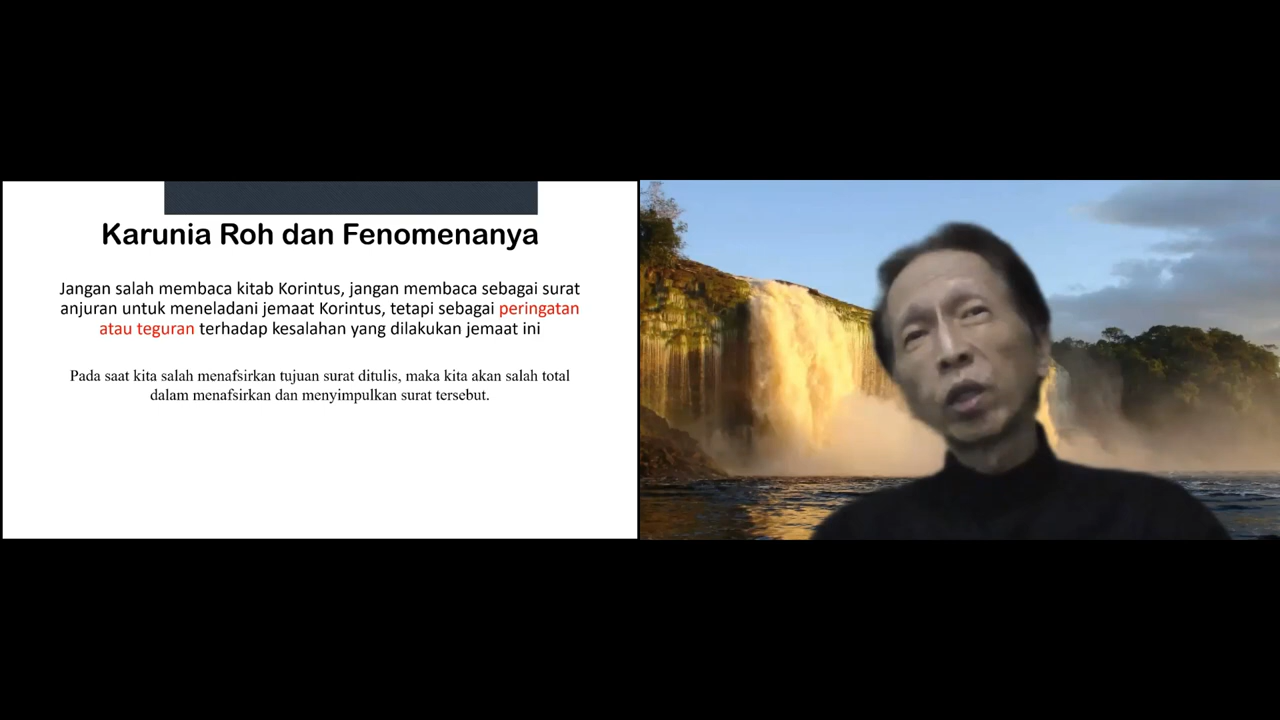 Karunia Roh dan Fenomenanya
Jangan salah membaca kitab Korintus, jangan membaca sebagai surat
anjuran untuk meneladani jemaat Korintus, tetapi sebagai peringatan
atau teguran terhadap kesalahan yang dilakukan jemaat ini
Pada saat kita salah menafsirkan tujuan surat ditulis, maka kita akan salah total
dalam menafsirkan dan menyimpulkan surat tersebut.